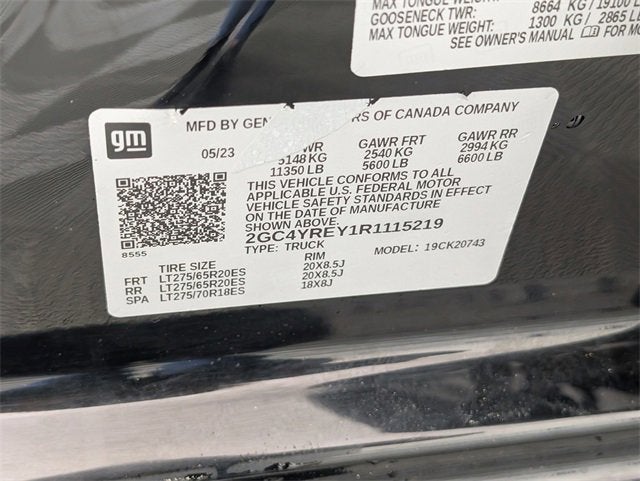 MAX TONGUE WEIGHT:
8664 KG / 19100
GOOSENECK TWR:
1300 KG / 2865 LB
MAX TONGUE WEIGHT:
SEE OWNER'S MANUAL FOR MO
gm
MFD BY GEN RS OF CANADA COMPANY
05/23 WR GAWR FRT GAWR RR
5148 KG 2540 KG 2994 KG
11350 LB 5600 LB 6600 LB
THIS VEHICLE CONFORMS TO ALL
APPLICABLE U.S. FEDERAL MOTOR
VEHICLE SAFETY STANDARDS IN EFFECT
ON THE DATE OF MANUFACTURE
SHOWN ABOVE.
2GC4YREY1R1115219
TYPE: TRUCK MODEL: 19CK20743
8555
TIRE SIZE RIM
FRT LT275/65R20ES 20X8.5J
RR LT275/65R20ES 20X8.5J
SPA LT275/70R18ES 18X8J